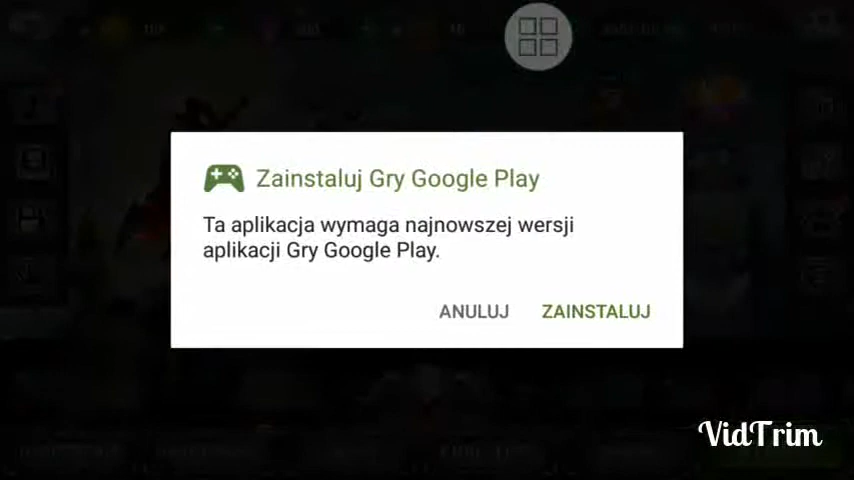 Zainstaluj Gry Google Play
Ta aplikacja wymaga najnowszej wersji
aplikacji Gry Google Play.
ANULUJ ZAINSTALUJ
VidTrim